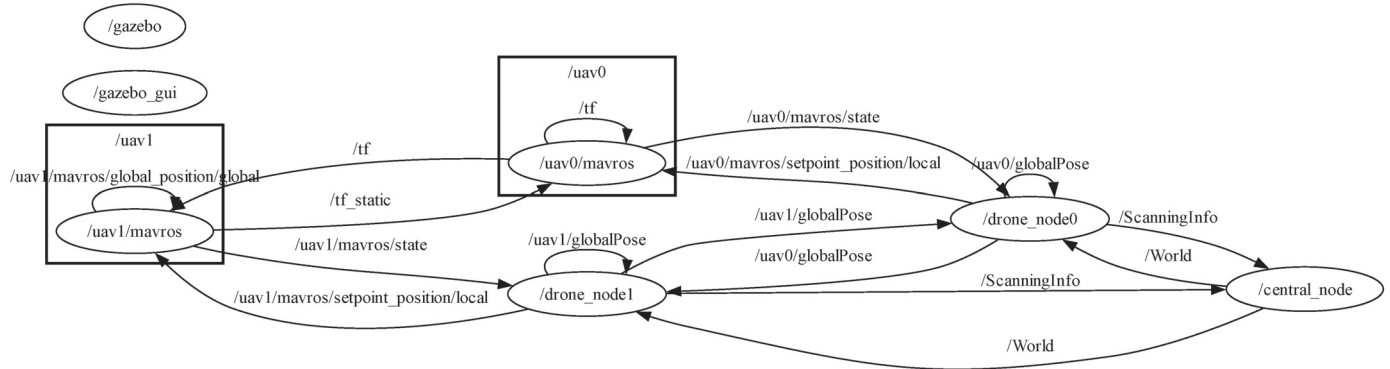 /gazebo
/gazebo_gui
/uav1
/uav1/mavros/global_position/global
/uav1/mavros
/uav0
/tf
/uav0/mavros
/tf
/tf_static
/uav1/mavros/state
/uav1/mavros/setpoint_position/local
/uav0/mavros/state
/uav0/mavros/setpoint_position/local
/uav0/globalPose
/drone_node0
/uav1/globalPose
/uav0/globalPose
/uav1/globalPose
/drone_node1
/ScanningInfo
/World
/ScanningInfo
/central_node
/World